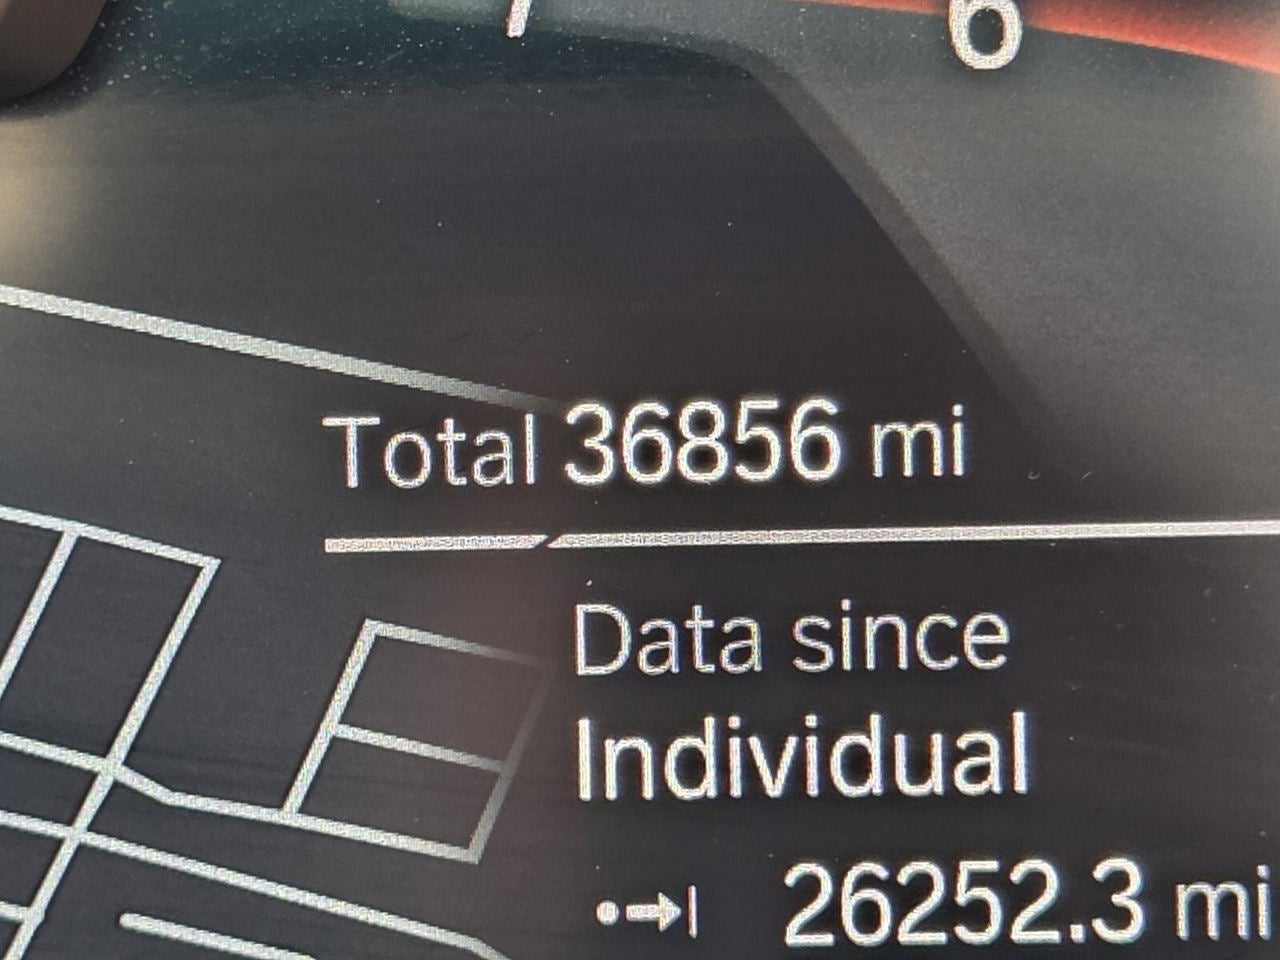 6
Total 36856 mi
Data since
Individual
26252.3 mi